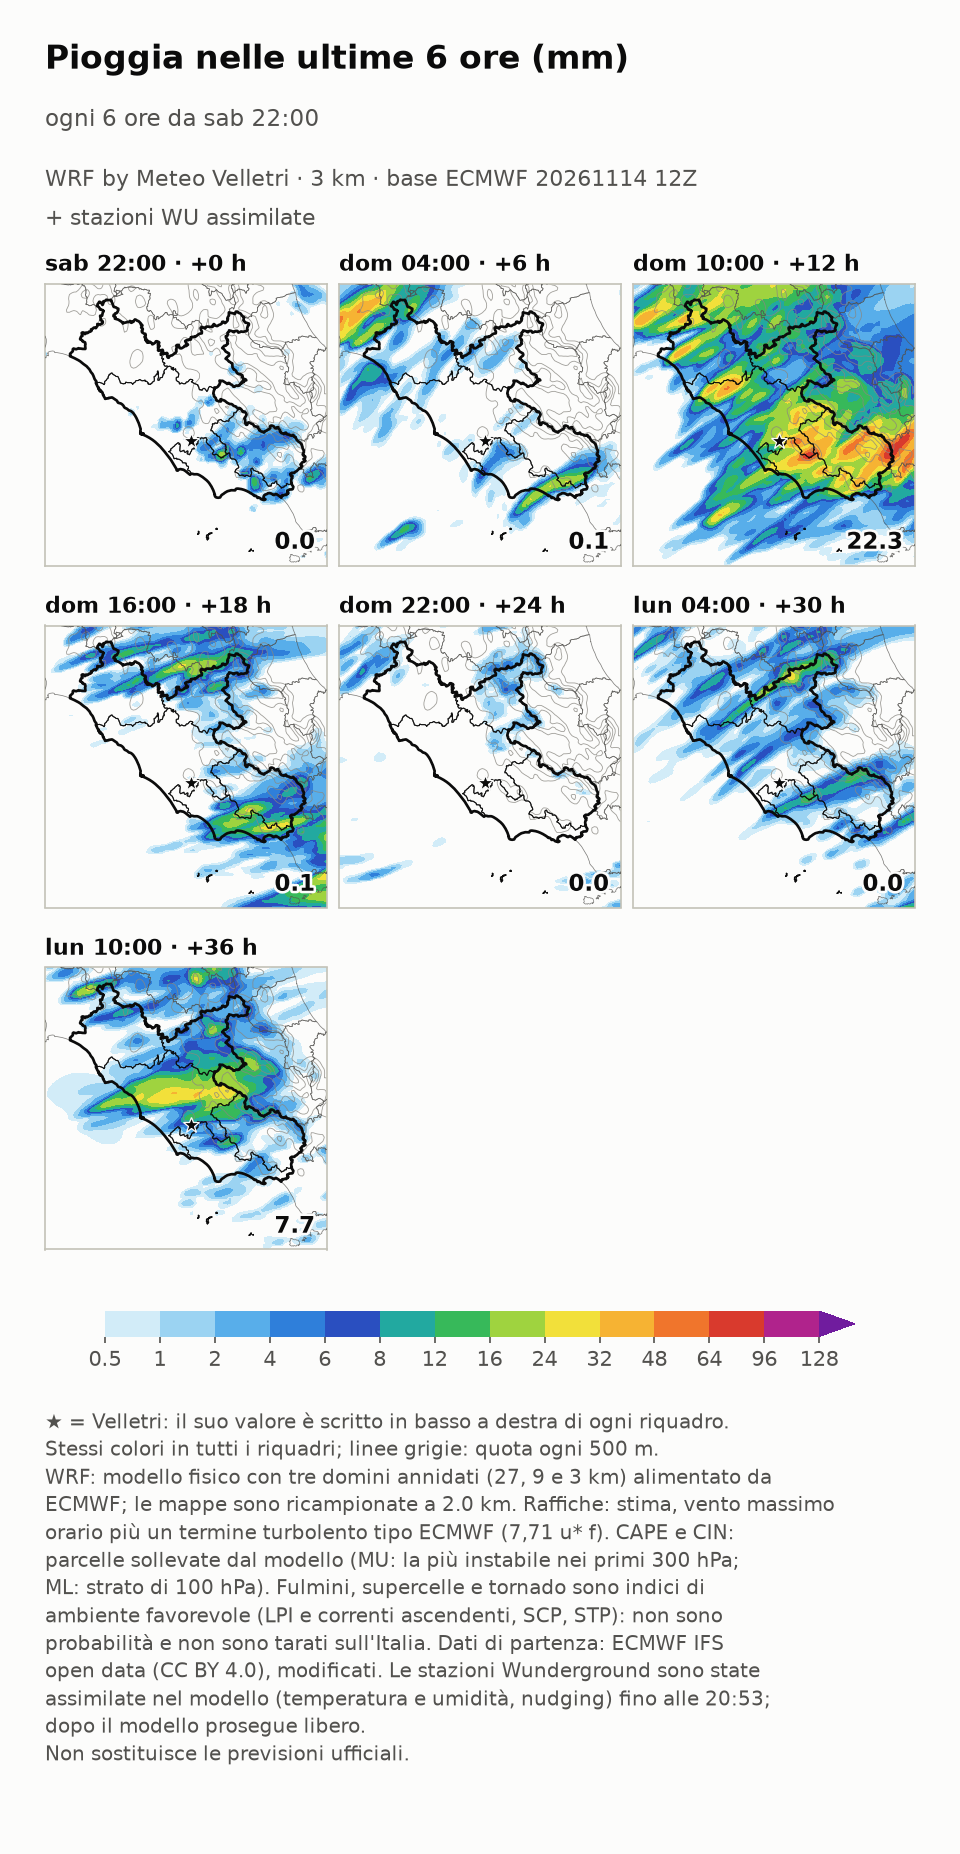 Pioggia nelle ultime 6 ore (mm)
ogni 6 ore da sab 22:00
WRF by Meteo Velletri · 3 km · base ECMWF 20261114 12Z
+ stazioni WU assimilate
sab 22:00 · +0 h
dom 04:00 · +6 h
dom 10:00 · +12 h
0.0
0.1
22.3
dom 16:00 · +18 h
dom 22:00 · +24 h
lun 04:00 · +30 h
0.1
0.0
0.0
lun 10:00 · +36 h
7.7
0.5 1 2 4 6 8 12 16 24 32 48 64 96 128
★ = Velletri: il suo valore è scritto in basso a destra di ogni riquadro.
Stessi colori in tutti i riquadri; linee grigie: quota ogni 500 m.
WRF: modello fisico con tre domini annidati (27, 9 e 3 km) alimentato da
ECMWF; le mappe sono ricampionate a 2.0 km. Raffiche: stima, vento massimo
orario più un termine turbolento tipo ECMWF (7,71 u* f). CAPE e CIN:
parcelle sollevate dal modello (MU: la più instabile nei primi 300 hPa;
ML: strato di 100 hPa). Fulmini, supercelle e tornado sono indici di
ambiente favorevole (LPI e correnti ascendenti, SCP, STP): non sono
probabilità e non sono tarati sull'Italia. Dati di partenza: ECMWF IFS
open data (CC BY 4.0), modificati. Le stazioni Wunderground sono state
assimilate nel modello (temperatura e umidità, nudging) fino alle 20:53;
dopo il modello prosegue libero.
Non sostituisce le previsioni ufficiali.